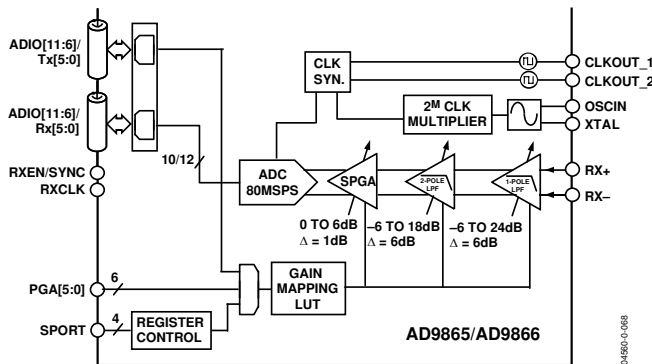 ADIO[11:6]/
Tx[5:0]
ADIO[11:6]/
Rx[5:0]
RXEN/SYNC
RXCLK
PGA[5:0]
SPORT
10/12
6
4
REGISTER
CONTROL
ADC
80MSPS
CLK
SYN.
2M CLK
MULTIPLIER
SPGA
2-POLE
LPF
1-POLE
LPF
0 TO 6dB
Δ = 1dB
–6 TO 18dB
Δ = 6dB
–6 TO 24dB
Δ = 6dB
GAIN
MAPPING
LUT
CLKOUT_1
CLKOUT_2
OSCIN
XTAL
RX+
RX–
AD9865/AD9866
04560-0-068